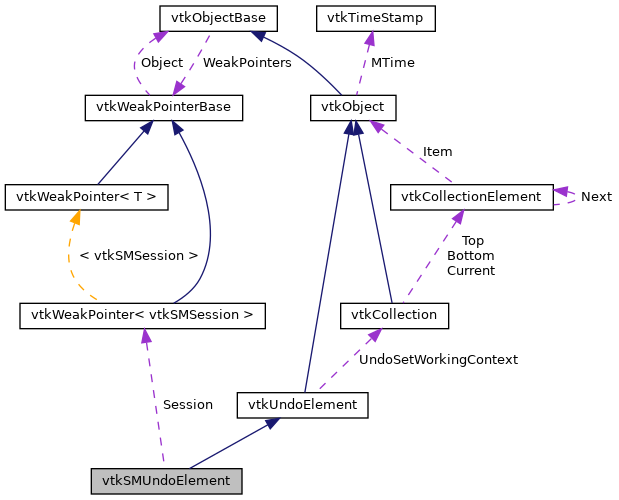 vtkObjectBase
vtkTimeStamp
Object
WeakPointers
MTime
vtkWeakPointerBase
vtkObject
Item
vtkWeakPointer< T >
vtkCollectionElement
Next
< vtkSMSession >
Top
Bottom
Current
vtkWeakPointer< vtkSMSession >
vtkCollection
UndoSetWorkingContext
Session
vtkUndoElement
vtkSMUndoElement